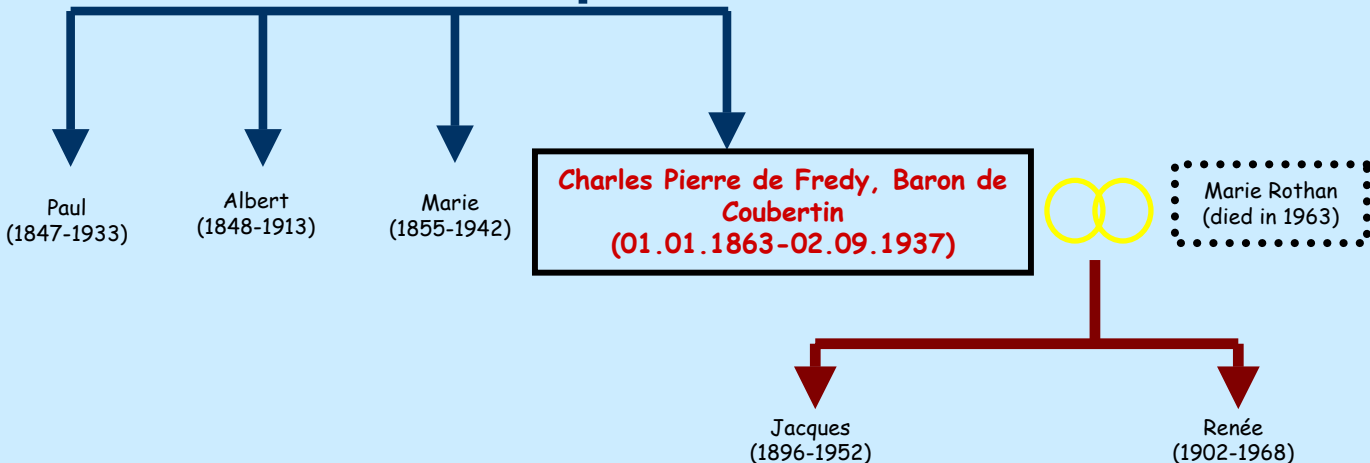 Paul
(1847-1933)
Albert
(1848-1913)
Marie
(1855-1942)
Charles Pierre de Fredy, Baron de
Coubertin
(01.01.1863-02.09.1937)
Marie Rothan
(died in 1963)
Jacques
(1896-1952)
Renée
(1902-1968)